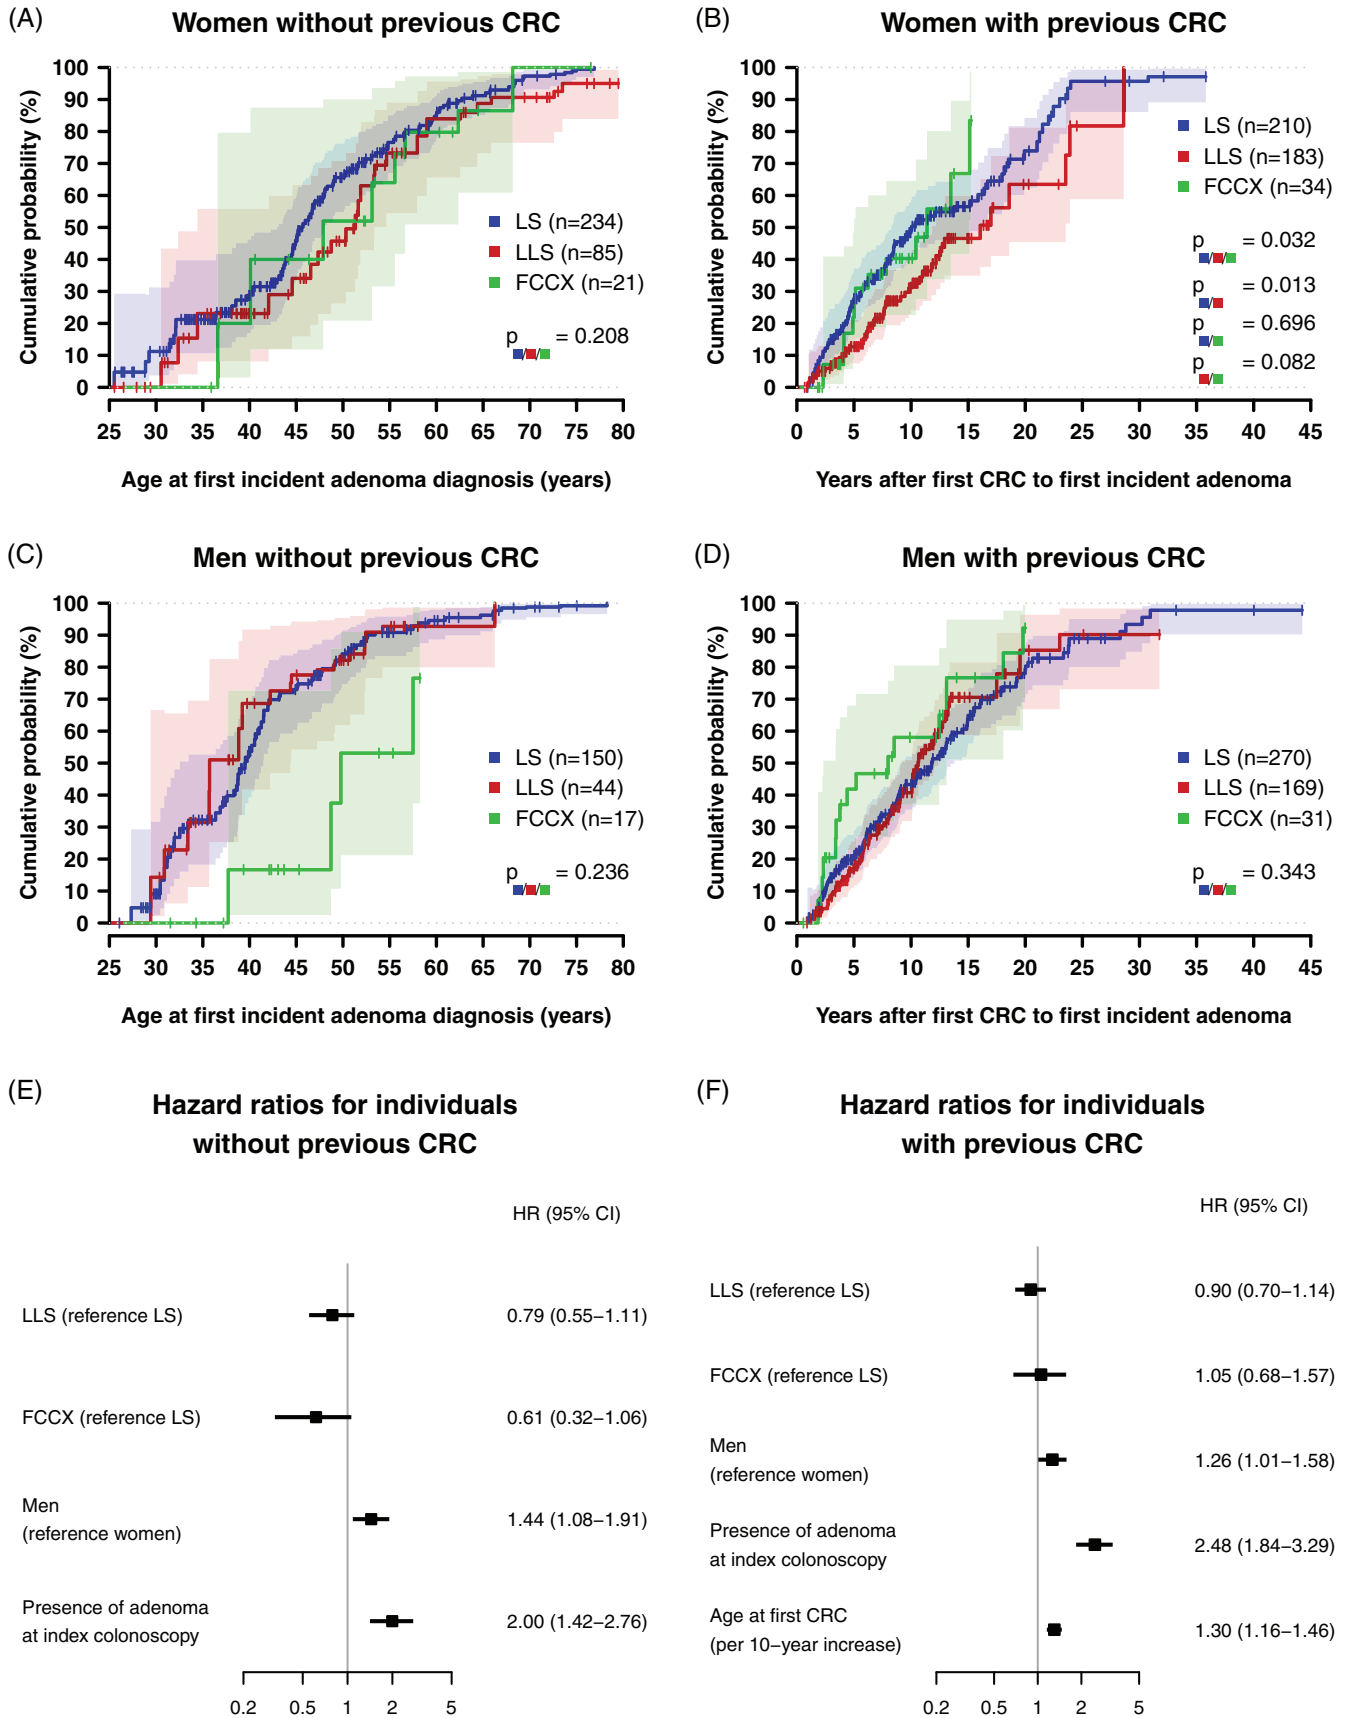 (A)
Women without previous CRC
Cumulative probability (%)
100
90
80
70
60
50
40
30
20
10
0
LS (n=234)
LLS (n=85)
FCCX (n=21)
p // = 0.208
25 30 35 40 45 50 55 60 65 70 75 80
Age at first incident adenoma diagnosis (years)
(B)
Women with previous CRC
Cumulative probability (%)
100
90
80
70
60
50
40
30
20
10
0
LS (n=210)
LLS (n=183)
FCCX (n=34)
p // = 0.032
p / = 0.013
p / = 0.696
p / = 0.082
0 5 10 15 20 25 30 35 40 45
Years after first CRC to first incident adenoma
(C)
Men without previous CRC
Cumulative probability (%)
100
90
80
70
60
50
40
30
20
10
0
LS (n=150)
LLS (n=44)
FCCX (n=17)
p // = 0.236
25 30 35 40 45 50 55 60 65 70 75 80
Age at first incident adenoma diagnosis (years)
(D)
Men with previous CRC
Cumulative probability (%)
100
90
80
70
60
50
40
30
20
10
0
LS (n=270)
LLS (n=169)
FCCX (n=31)
p // = 0.343
0 5 10 15 20 25 30 35 40 45
Years after first CRC to first incident adenoma
(E)
Hazard ratios for individuals
without previous CRC
HR (95% CI)
LLS (reference LS) 0.79 (0.55−1.11)
FCCX (reference LS) 0.61 (0.32−1.06)
Men
(reference women) 1.44 (1.08−1.91)
Presence of adenoma
at index colonoscopy 2.00 (1.42−2.76)
0.2 0.5 1 2 5
(F)
Hazard ratios for individuals
with previous CRC
HR (95% CI)
LLS (reference LS) 0.90 (0.70−1.14)
FCCX (reference LS) 1.05 (0.68−1.57)
Men
(reference women) 1.26 (1.01−1.58)
Presence of adenoma
at index colonoscopy 2.48 (1.84−3.29)
Age at first CRC
(per 10−year increase) 1.30 (1.16−1.46)
0.2 0.5 1 2 5